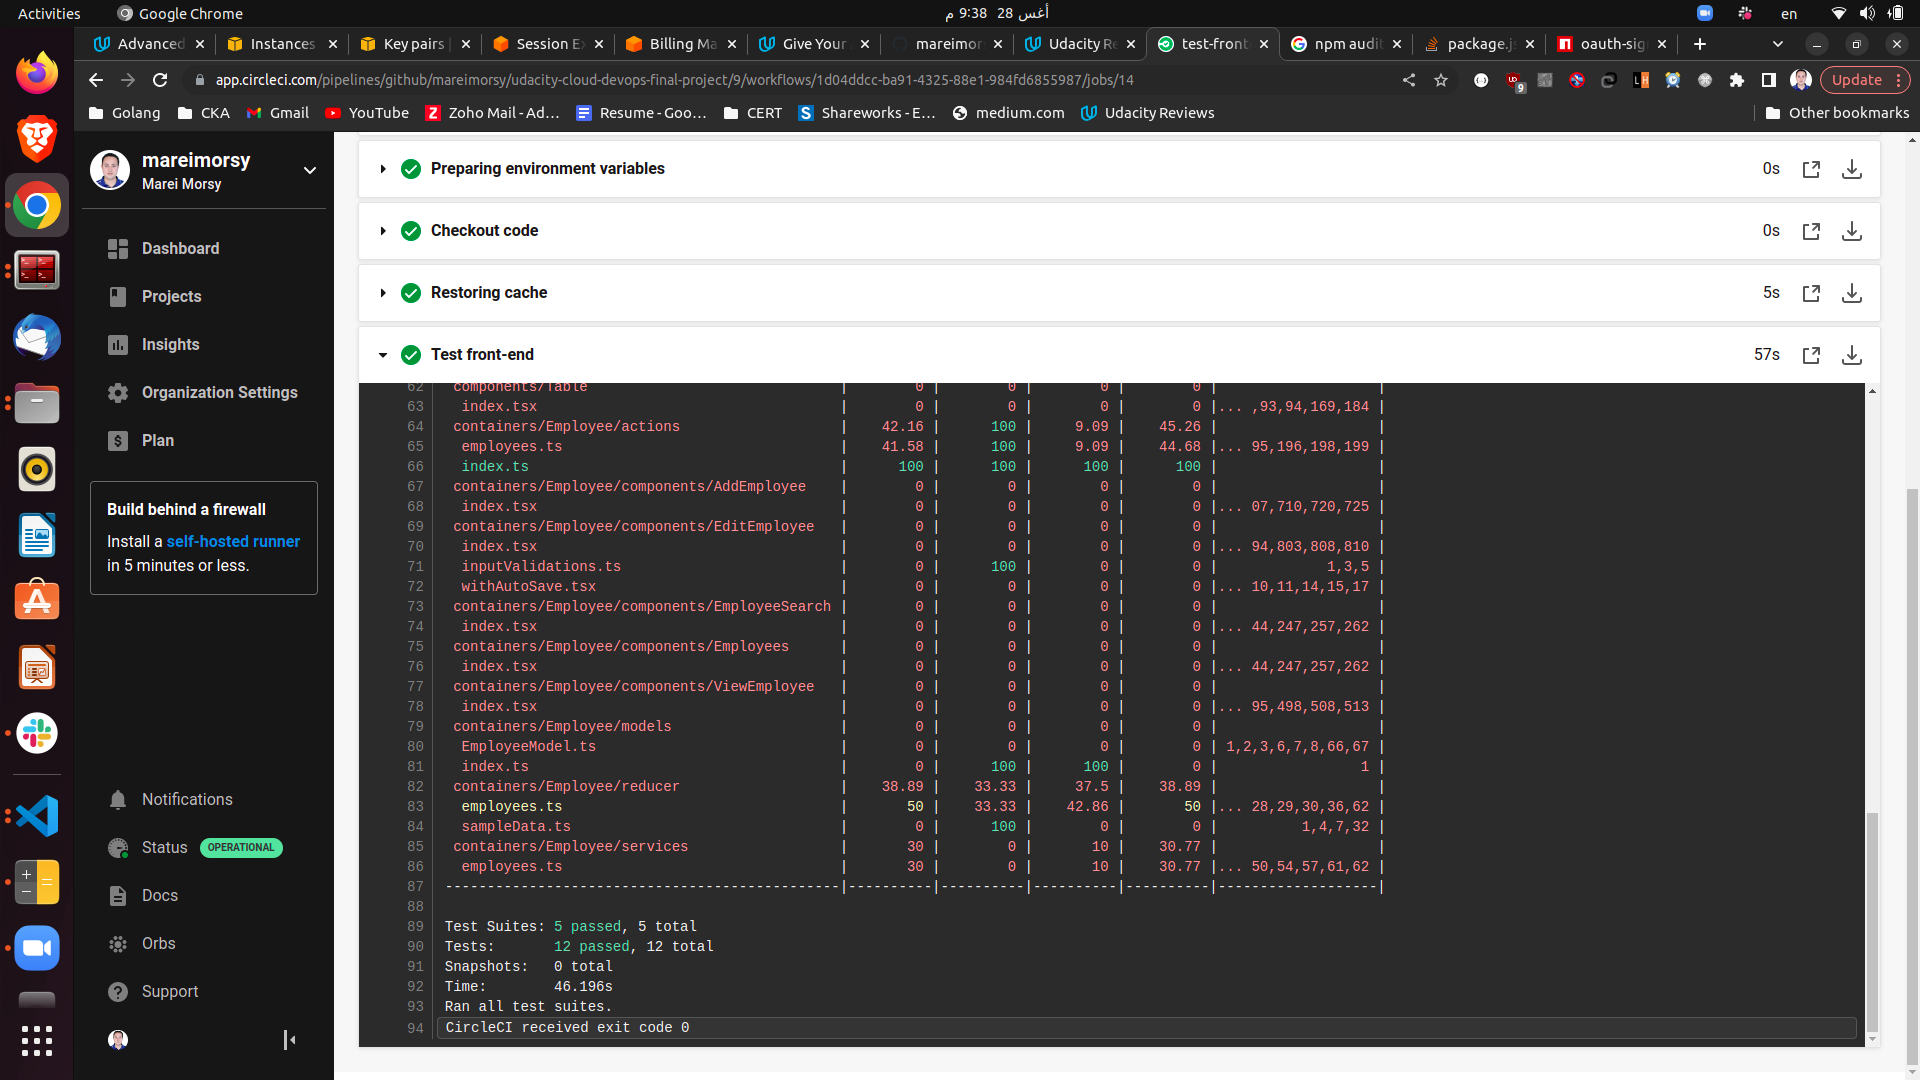 Activities Google Chrome أغس 28 9:38 م en
Advanced Instances Key pairs | Session Ex Billing Ma Give Your mareimor Udacity Re test-front npm audit package.js oauth-sig
app.circleci.com/pipelines/github/mareimorsy/udacity-cloud-devops-final-project/9/workflows/1d04ddcc-ba91-4325-88e1-984fd6855987/jobs/14 9 Update
Golang CKA Gmail YouTube Zoho Mail - Ad... Resume - Goo... CERT Shareworks - E... medium.com Udacity Reviews Other bookmarks
mareimorsy
Marei Morsy
Dashboard
Projects
Insights
Organization Settings
Plan
Build behind a firewall
Install a self-hosted runner
in 5 minutes or less.
Notifications
Status OPERATIONAL
Docs
Orbs
Support
Preparing environment variables 0s
Checkout code 0s
Restoring cache 5s
Test front-end 57s
62 components/Table | 0 | 0 | 0 | 0 | |
63 index.tsx | 0 | 0 | 0 | 0 |... ,93,94,169,184 |
64 containers/Employee/actions | 42.16 | 100 | 9.09 | 45.26 | |
65 employees.ts | 41.58 | 100 | 9.09 | 44.68 |... 95,196,198,199 |
66 index.ts | 100 | 100 | 100 | 100 | |
67 containers/Employee/components/AddEmployee | 0 | 0 | 0 | 0 | |
68 index.tsx | 0 | 0 | 0 | 0 |... 07,710,720,725 |
69 containers/Employee/components/EditEmployee | 0 | 0 | 0 | 0 | |
70 index.tsx | 0 | 0 | 0 | 0 |... 94,803,808,810 |
71 inputValidations.ts | 0 | 100 | 0 | 0 | 1,3,5 |
72 withAutoSave.tsx | 0 | 0 | 0 | 0 |... 10,11,14,15,17 |
73 containers/Employee/components/EmployeeSearch | 0 | 0 | 0 | 0 | |
74 index.tsx | 0 | 0 | 0 | 0 |... 44,247,257,262 |
75 containers/Employee/components/Employees | 0 | 0 | 0 | 0 | |
76 index.tsx | 0 | 0 | 0 | 0 |... 44,247,257,262 |
77 containers/Employee/components/ViewEmployee | 0 | 0 | 0 | 0 | |
78 index.tsx | 0 | 0 | 0 | 0 |... 95,498,508,513 |
79 containers/Employee/models | 0 | 0 | 0 | 0 | |
80 EmployeeModel.ts | 0 | 0 | 0 | 0 | 1,2,3,6,7,8,66,67 |
81 index.ts | 0 | 100 | 100 | 0 | 1 |
82 containers/Employee/reducer | 38.89 | 33.33 | 37.5 | 38.89 | |
83 employees.ts | 50 | 33.33 | 42.86 | 50 |... 28,29,30,36,62 |
84 sampleData.ts | 0 | 100 | 0 | 0 | 1,4,7,32 |
85 containers/Employee/services | 30 | 0 | 10 | 30.77 | |
86 employees.ts | 30 | 0 | 10 | 30.77 |... 50,54,57,61,62 |
87 -----------------------------------------------|----------|----------|----------|----------|-------------------|
88
89 Test Suites: 5 passed, 5 total
90 Tests: 12 passed, 12 total
91 Snapshots: 0 total
92 Time: 46.196s
93 Ran all test suites.
94 CircleCI received exit code 0